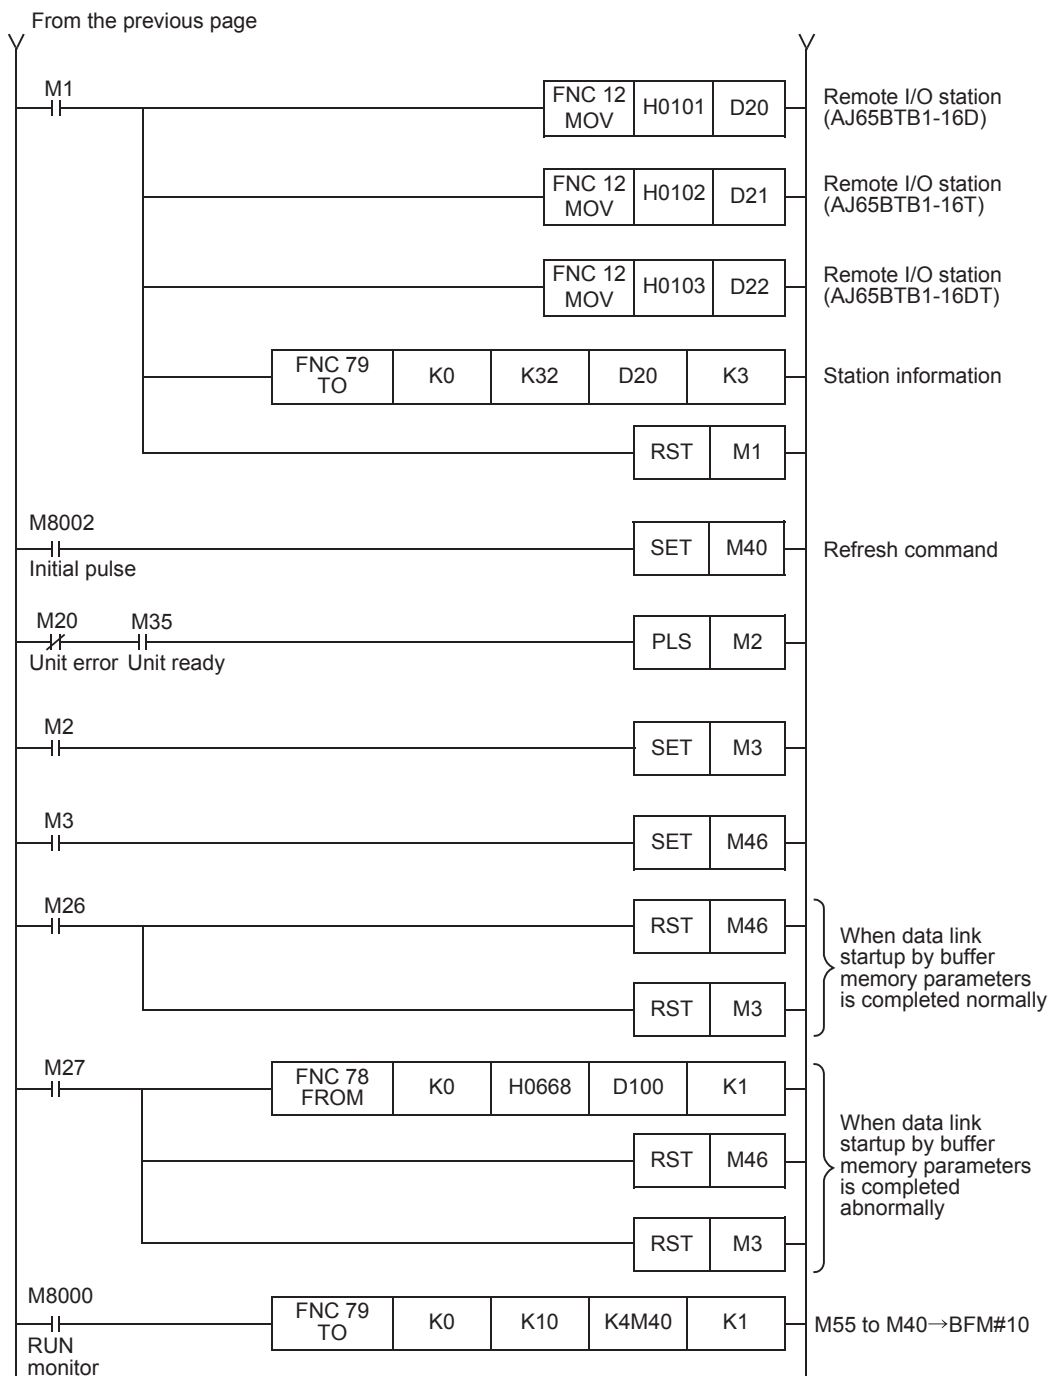 From the previous page
M1
FNC 12
MOV
H0101
D20
Remote I/O station
(AJ65BTB1-16D)
FNC 12
MOV
H0102
D21
Remote I/O station
(AJ65BTB1-16T)
FNC 12
MOV
H0103
D22
Remote I/O station
(AJ65BTB1-16DT)
FNC 79
TO
K0
K32
D20
K3
Station information
RST
M1
M8002
Initial pulse
SET
M40
Refresh command
M20
Unit error
M35
Unit ready
PLS
M2
M2
SET
M3
M3
SET
M46
M26
RST
M46
RST
M3
When data link
startup by buffer
memory parameters
is completed normally
M27
FNC 78
FROM
K0
H0668
D100
K1
RST
M46
RST
M3
When data link
startup by buffer
memory parameters
is completed
abnormally
M8000
RUN
monitor
FNC 79
TO
K0
K10
K4M40
K1
M55 to M40→BFM#10